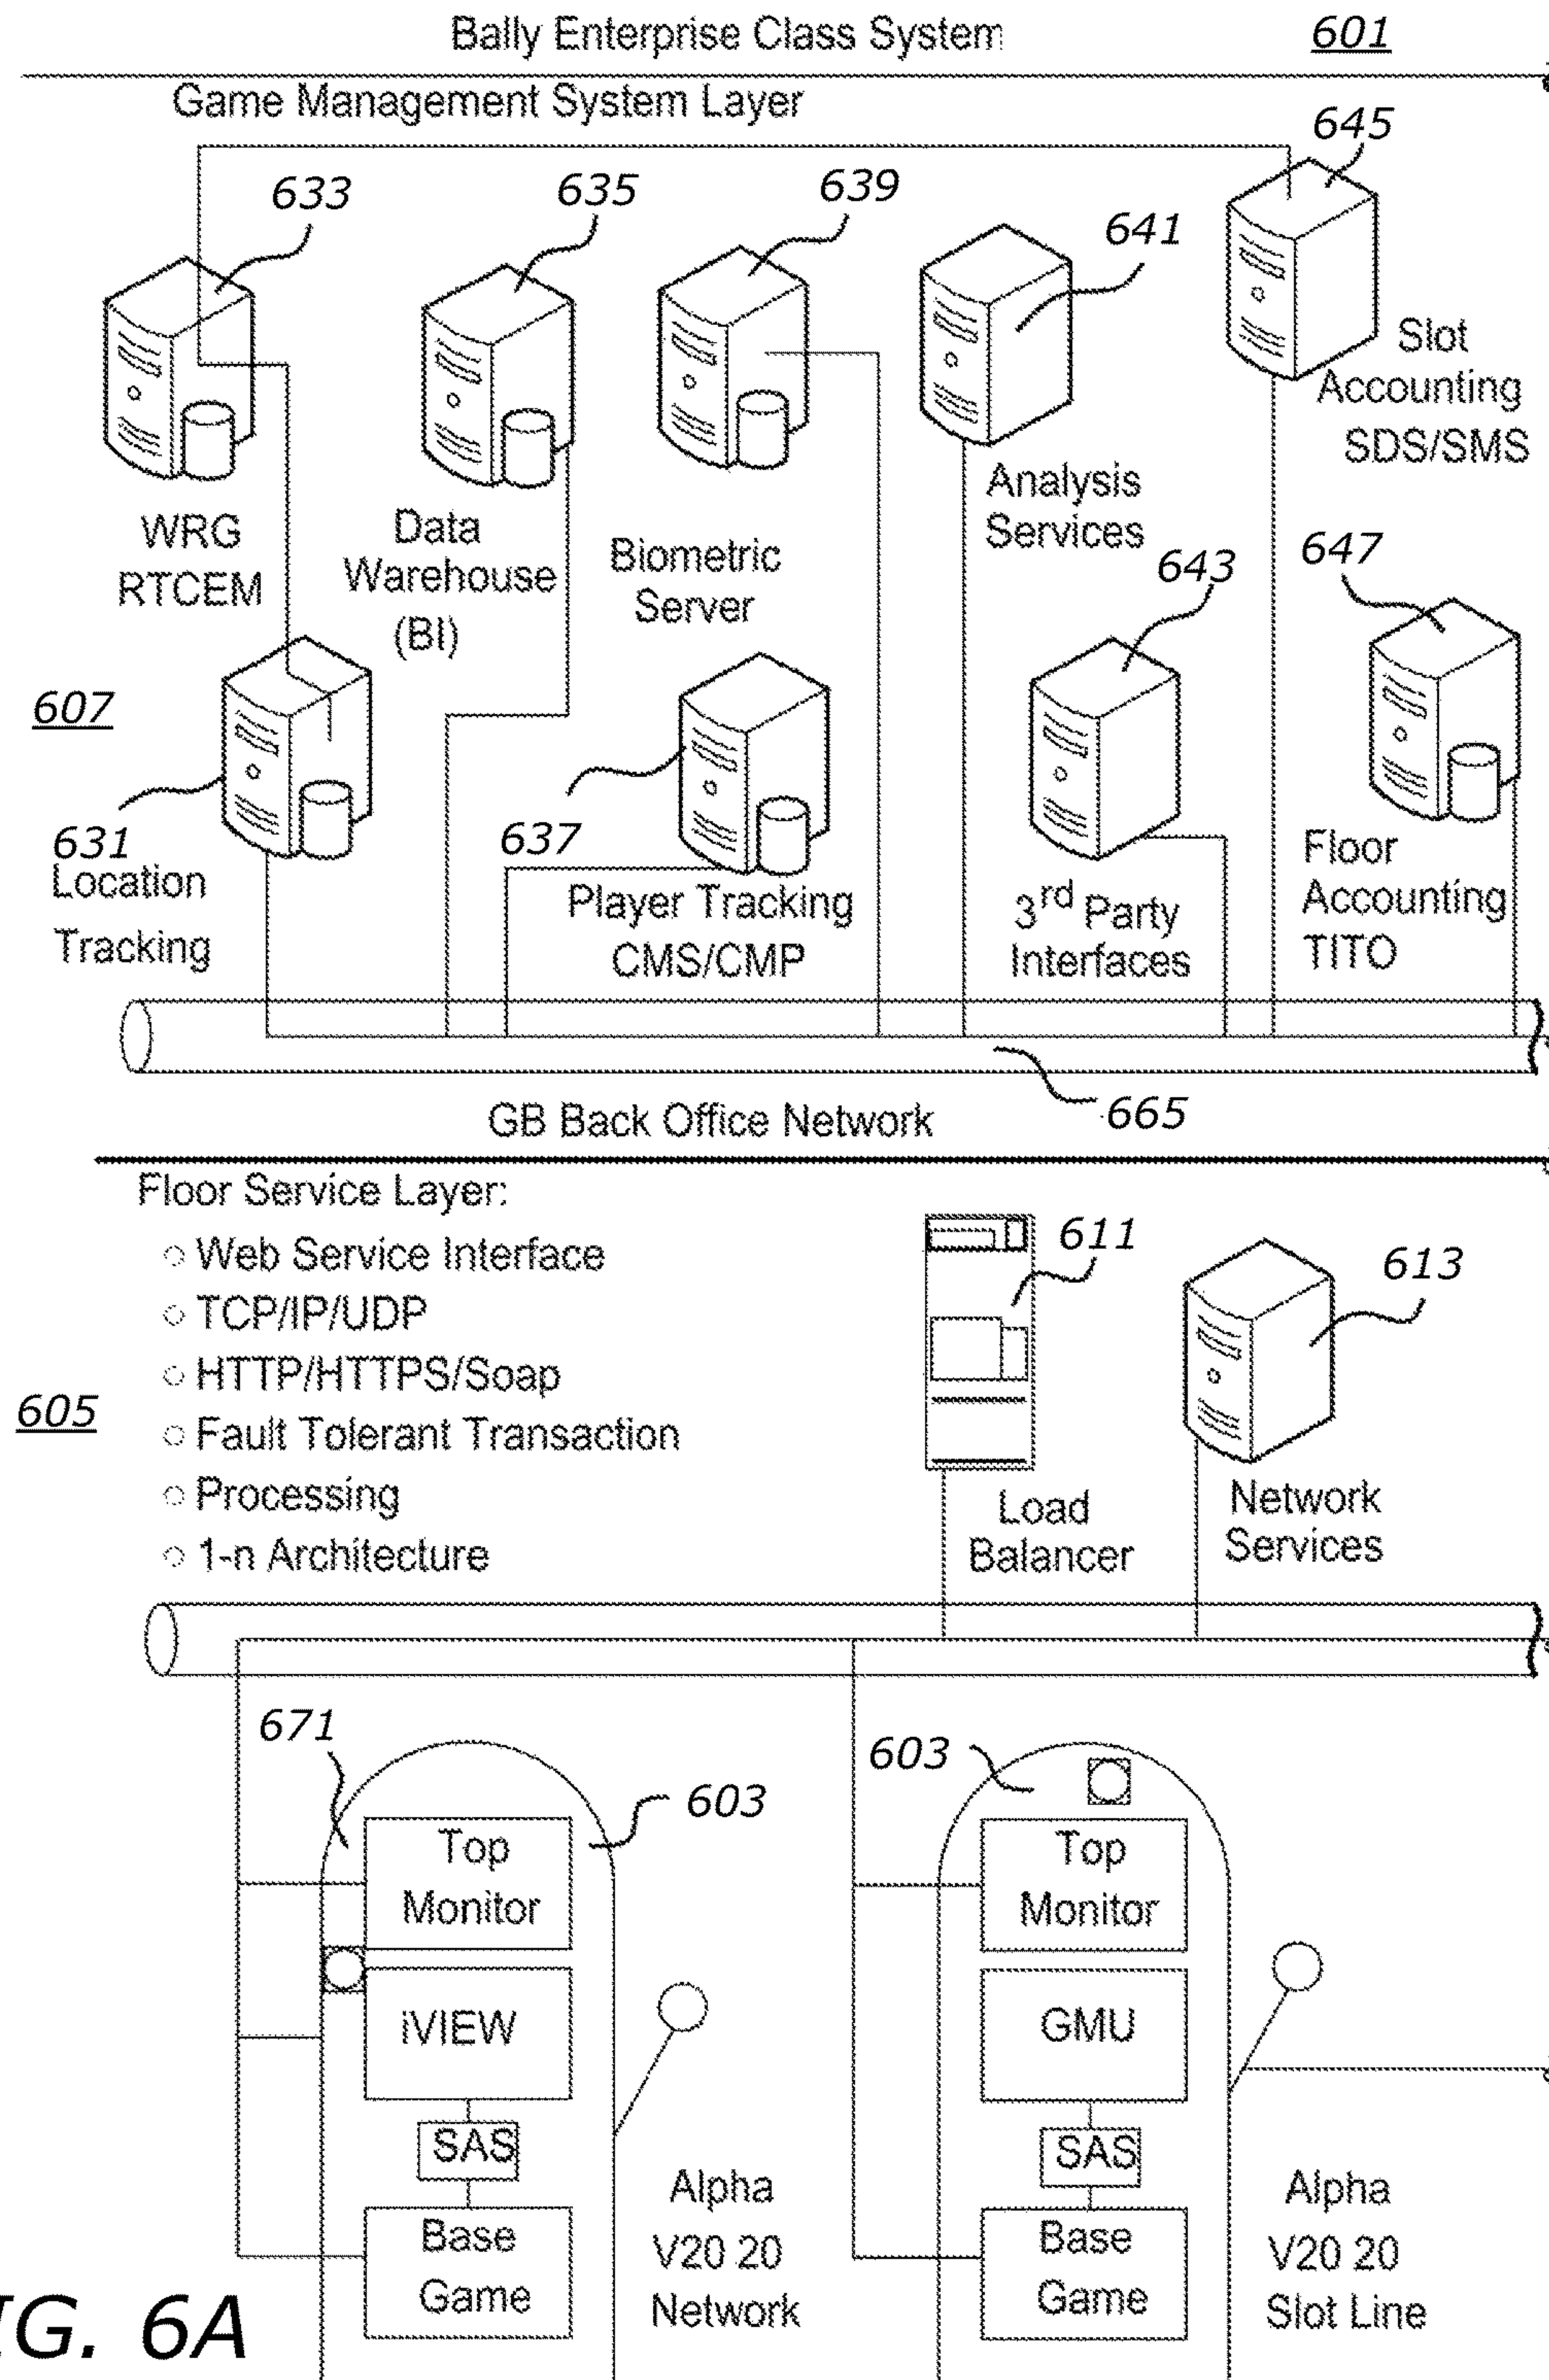 Bally Enterprise Class System
601
Game Management System Layer
645
633
635
639
641
Slot
Accounting
SDS/SMS
WRG
RTCEM
Data
Warehouse
(BI)
Biometric
Server
Analysis
Services
643
647
607
631
Location
Tracking
637
Player Tracking
CMS/CMP
3rd Party
Interfaces
Floor
Accounting
TITO
665
GB Back Office Network
Floor Service Layer:
Web Service Interface
TCP/IP/UDP
HTTP/HTTPS/Soap
Fault Tolerant Transaction
Processing
1-n Architecture
605
611
613
Load
Balancer
Network
Services
671
603
603
Top
Monitor
iVIEW
SAS
Base
Game
Alpha
V20 20
Network
Top
Monitor
GMU
SAS
Base
Game
Alpha
V20 20
Slot Line
IG. 6A